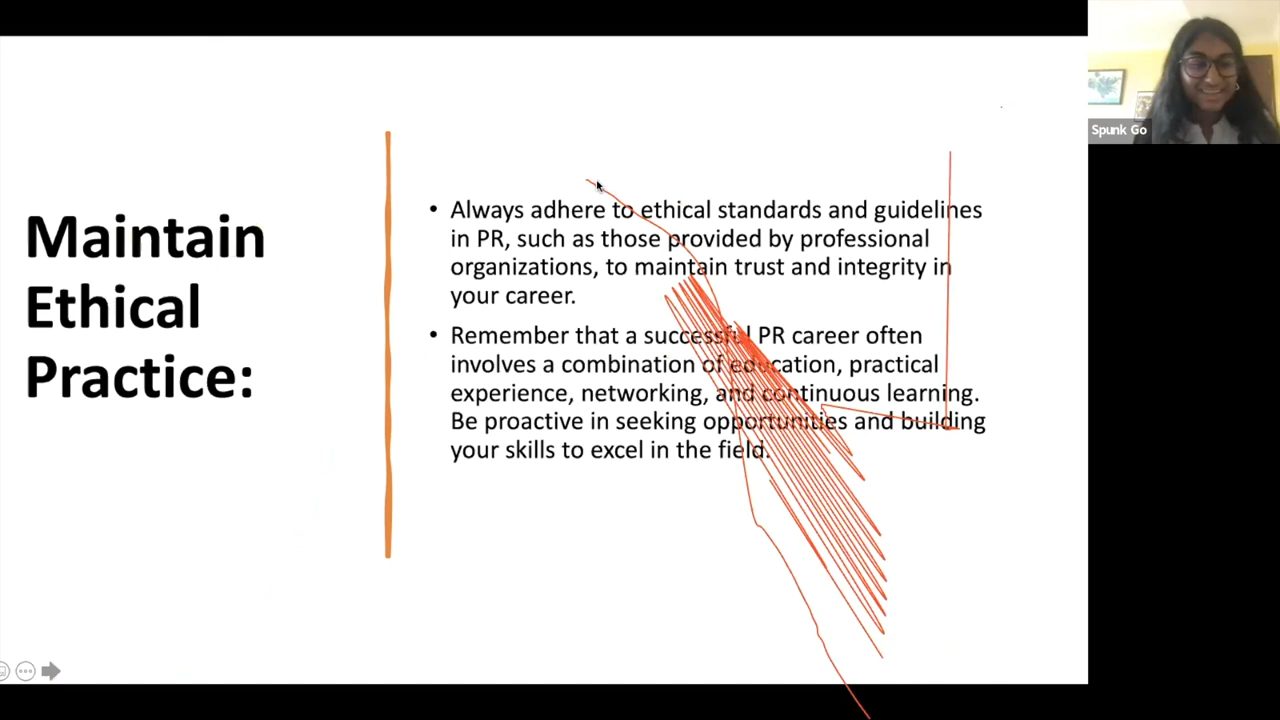 Maintain
Ethical
Practice:
• Always adhere to ethical standards and guidelines
in PR, such as those provided by professional
organizations, to maintain trust and integrity in
your career.
• Remember that a successful PR career often
involves a combination of education, practical
experience, networking, and continuous learning.
Be proactive in seeking opportunities and building
your skills to excel in the field.
Spunk Go